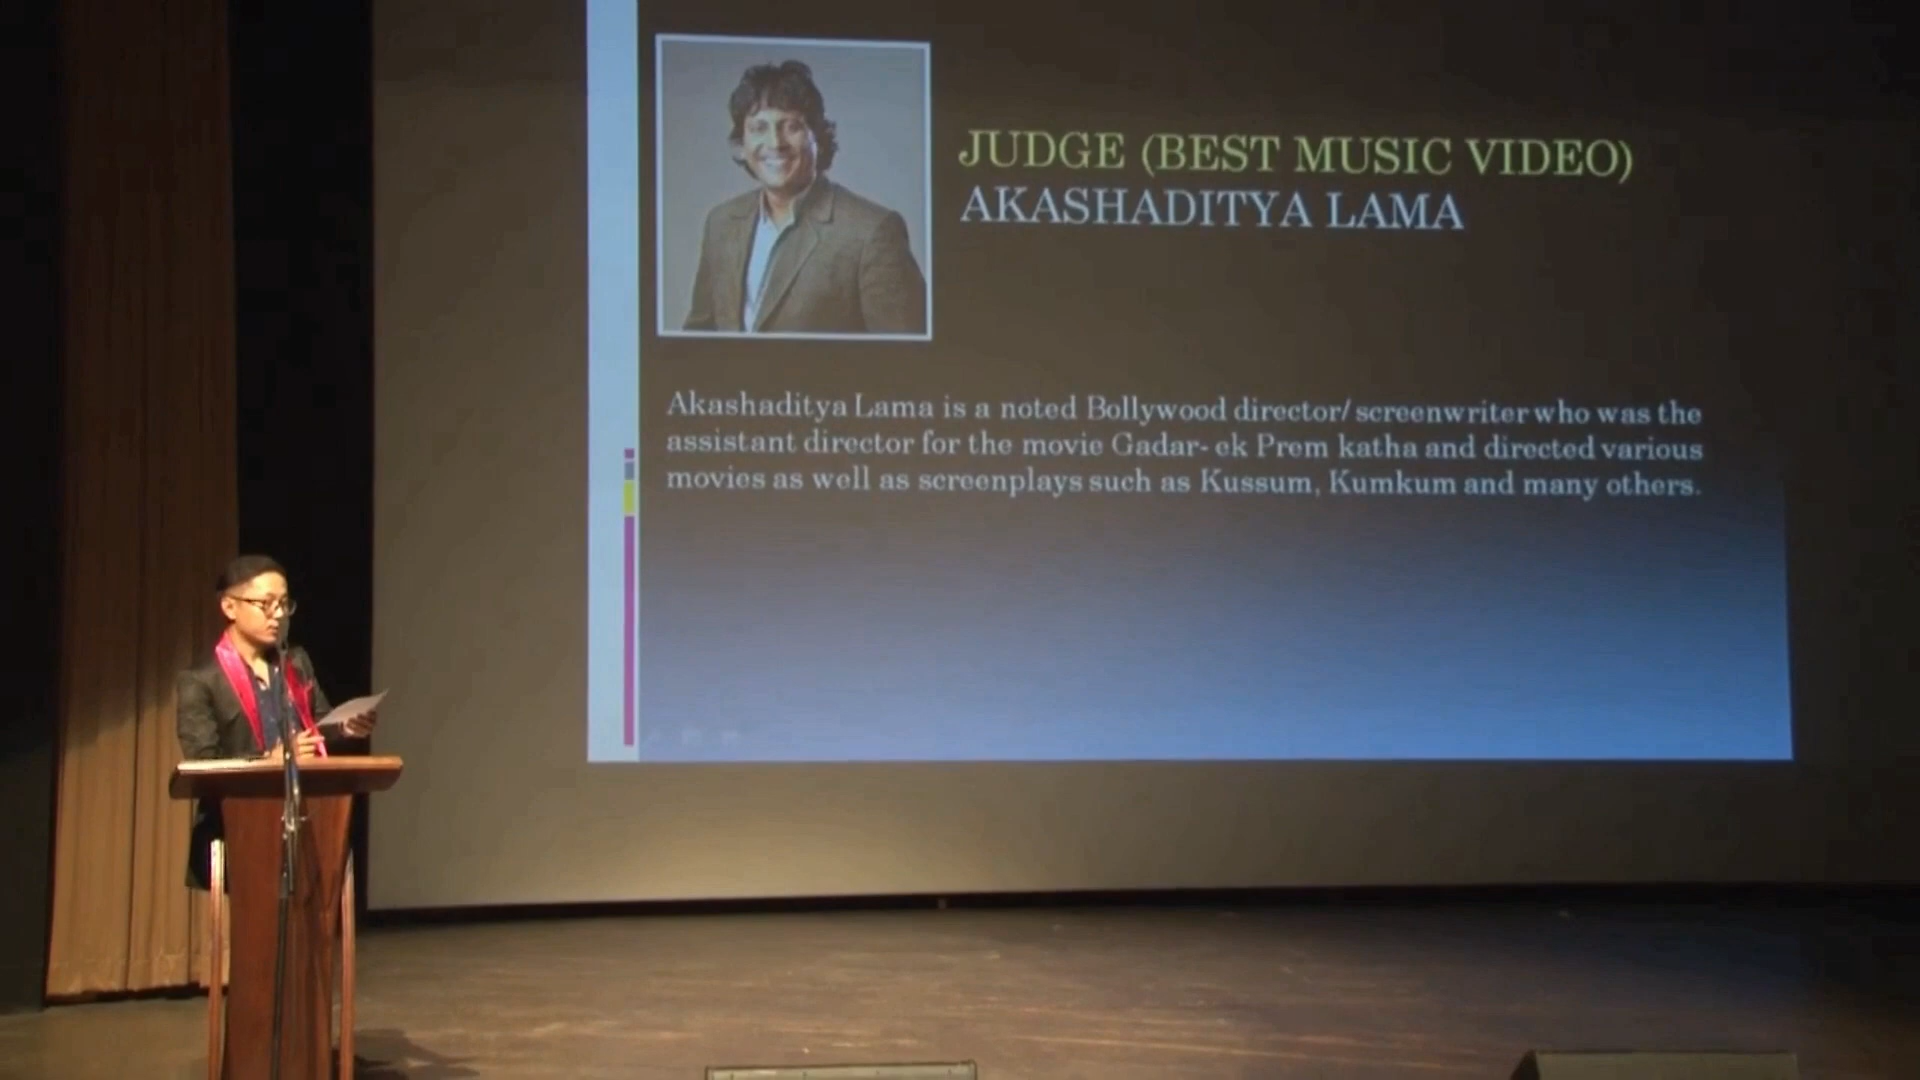 JUDGE (BEST MUSIC VIDEO)
AKASHADITYA LAMA
Akashaditya Lama is a noted Bollywood director/ screenwriter who was the
assistant director for the movie Gadar- ek Prem katha and directed various
movies as well as screenplays such as Kussum, Kumkum and many others.